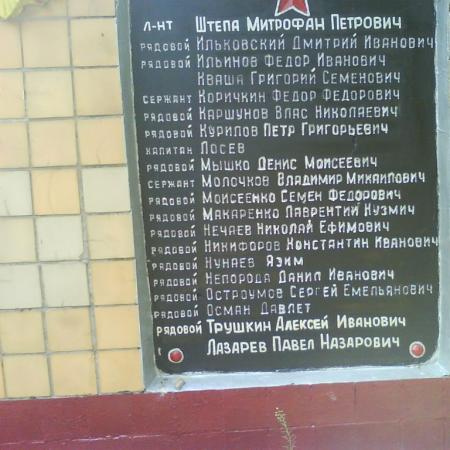 Л-НТ ШТЕПА МИТРОФАН ПЕТРОВИЧ
РЯДОВОЙ ИЛЬКОВСКИЙ ДМИТРИЙ ИВАНОВИЧ
РЯДОВОЙ ИЛЬИНОВ ФЕДОР ИВАНОВИЧ
КВАША ГРИГОРИЙ СЕМЕНОВИЧ
СЕРЖАНТ КОРИЧКИН ФЕДОР ФЕДОРОВИЧ
РЯДОВОЙ КАРШУНОВ ВЛАС НИКОЛАЕВИЧ
РЯДОВОЙ КУРИЛОВ ПЕТР ГРИГОРЬЕВИЧ
КАПИТАН ЛОСЕВ
РЯДОВОЙ МЫШКО ДЕНИС МОИСЕЕВИЧ
СЕРЖАНТ МОЛОЧКОВ ВЛАДИМИР МИХАИЛОВИЧ
РЯДОВОЙ МОИСЕЕНКО СЕМЕН ФЕДОРОВИЧ
РЯДОВОЙ МАКАРЕНКО ЛАВРЕНТИЙ КУЗМИЧ
РЯДОВОЙ НЕЧАЕВ НИКОЛАЙ ЕФИМОВИЧ
РЯДОВОЙ НИКИФОРОВ КОНСТАНТИН ИВАНОВИЧ
РЯДОВОЙ НУНАЕВ ЯЗИМ
РЯДОВОЙ НЕПОРОДА ДАНИЛ ИВАНОВИЧ
РЯДОВОЙ ОСТРОУМОВ СЕРГЕЙ ЕМЕЛЬЯНОВИЧ
РЯДОВОЙ ОСМАН ДАВЛЕТ
РЯДОВОЙ ТРУШКИН АЛЕКСЕЙ ИВАНОВИЧ
ЛАЗАРЕВ ПАВЕЛ НАЗАРОВИЧ